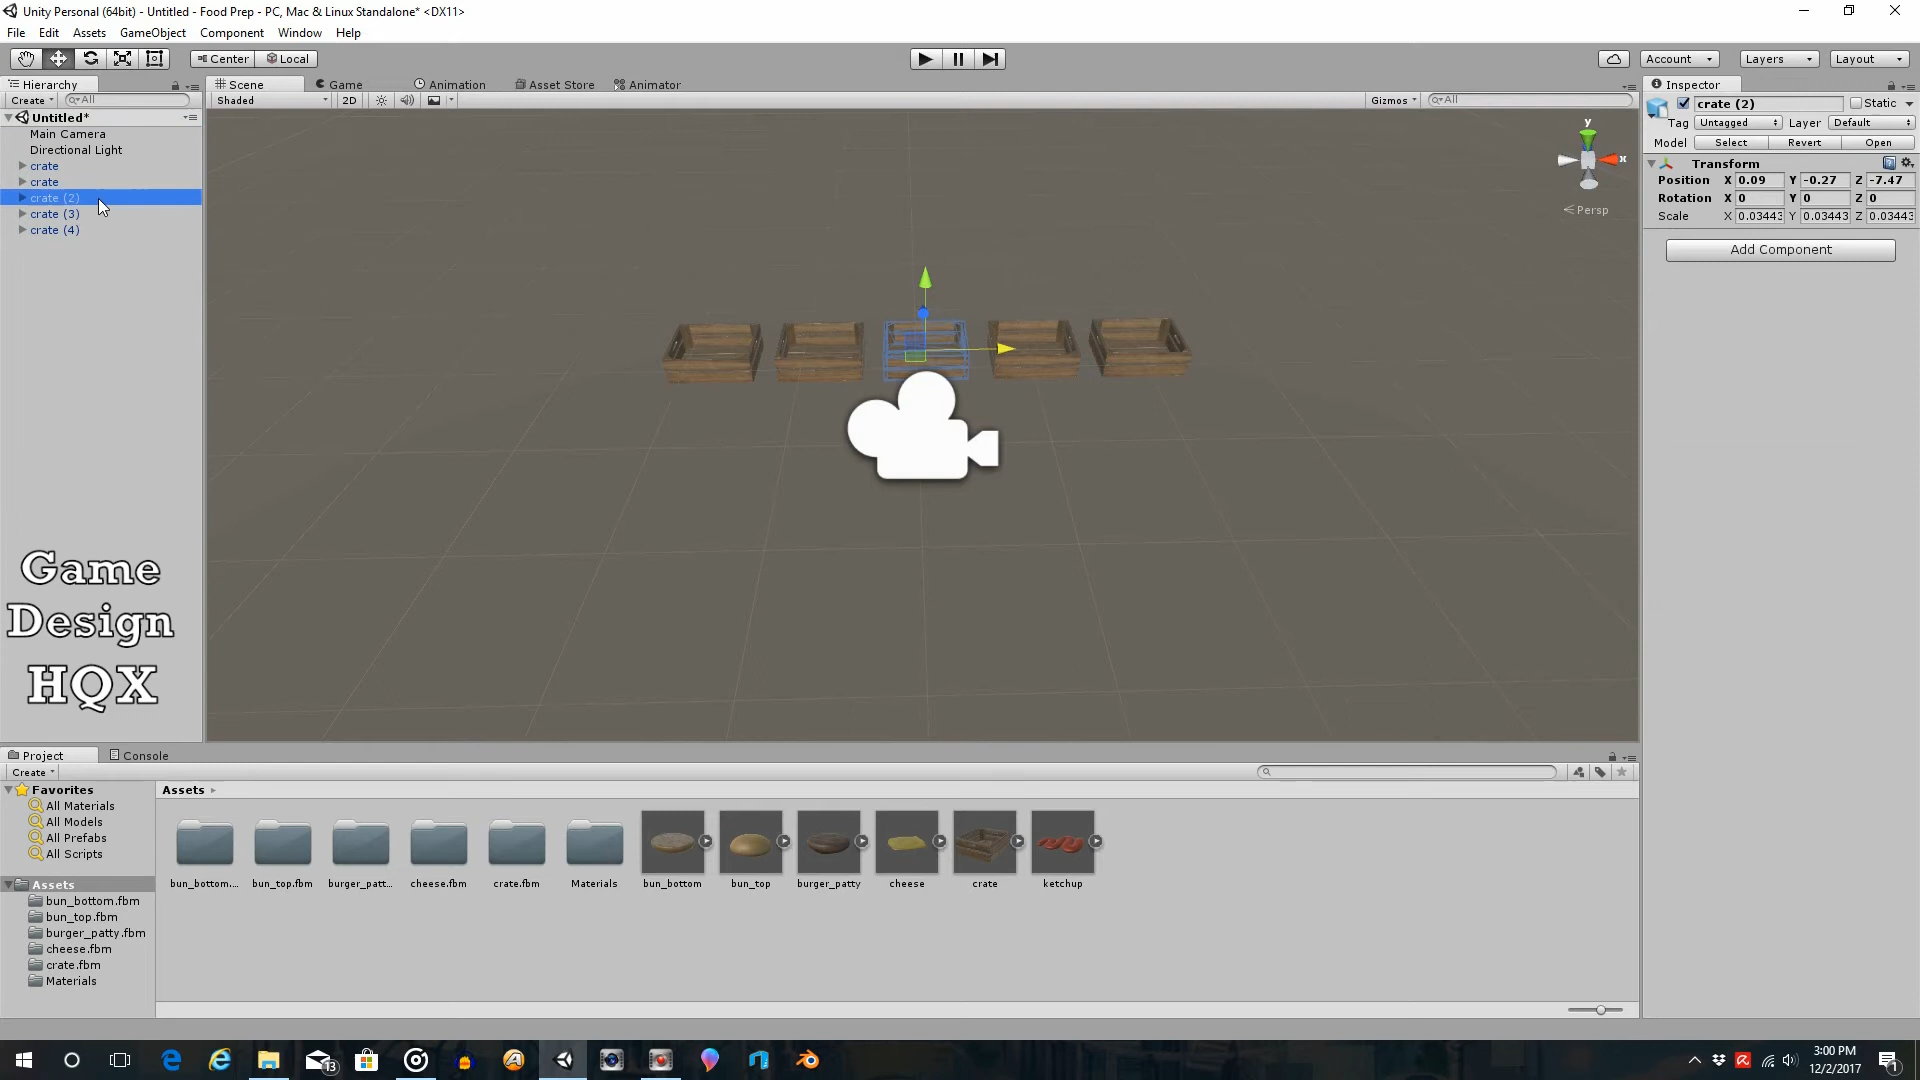 Unity Personal (64bit) - Untitled - Food Prep - PC, Mac & Linux Standalone* <DX11>
File Edit Assets GameObject Component Window Help
Center Local Account Layers Layout
Hierarchy
Create All
Untitled*
Main Camera
Directional Light
crate
crate
crate (2)
crate (3)
crate (4)
Game
Design
HQX
Scene Game Animation Asset Store Animator
Shaded 2D Gizmos All
y
x
Persp
Inspector
crate (2) Static
Tag Untagged Layer Default
Model Select Revert Open
Transform
Position X 0.09 Y -0.27 Z -7.47
Rotation X 0 Y 0 Z 0
Scale X 0.03443 Y 0.03443 Z 0.03443
Add Component
Project Console
Create
Favorites
All Materials
All Models
All Prefabs
All Scripts
Assets
bun_bottom.fbm
bun_top.fbm
burger_patty.fbm
cheese.fbm
crate.fbm
Materials
Assets
bun_bottom.... bun_top.fbm burger_patt... cheese.fbm crate.fbm Materials bun_bottom bun_top burger_patty cheese crate ketchup
13
3:00 PM
12/2/2017
1